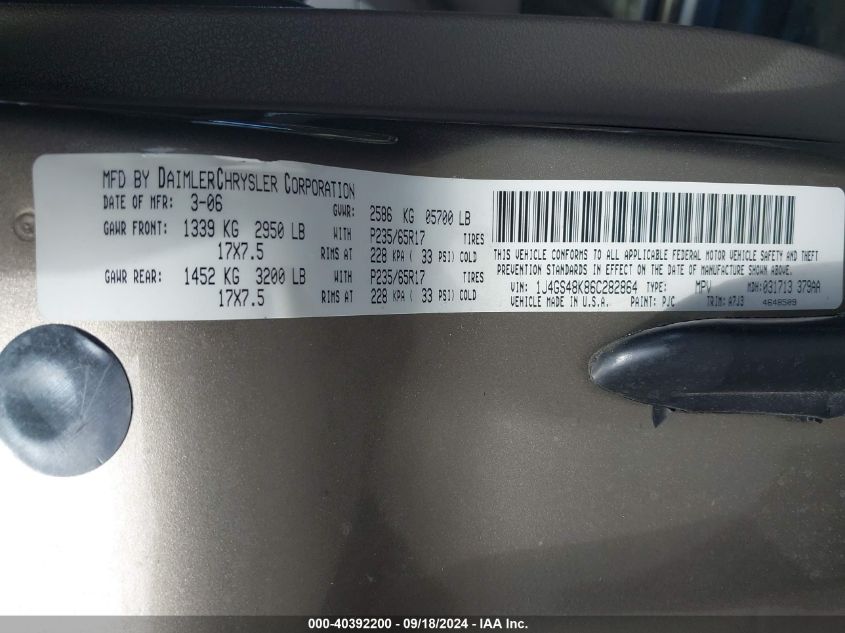 MFD BY DAIMLERCHRYSLER CORPORATION
DATE OF MFR: 3-06 GVWR: 2586 KG 05700 LB
GAWR FRONT: 1339 KG 2950 LB WITH P235/65R17 TIRES
17X7.5 RIMS AT 228 KPA ( 33 PSI) COLD
GAWR REAR: 1452 KG 3200 LB WITH P235/65R17 TIRES
17X7.5 RIMS AT 228 KPA ( 33 PSI) COLD
THIS VEHICLE CONFORMS TO ALL APPLICABLE FEDERAL MOTOR VEHICLE SAFETY AND THEFT
PREVENTION STANDARDS IN EFFECT ON THE DATE OF MANUFACTURE SHOWN ABOVE.
VIN: 1J4GS48K86C282864 TYPE: MPV MDH:031713 379AA
VEHICLE MADE IN U.S.A. PAINT: PJC TRIM: A7J3 4648509
000-40392200 - 09/18/2024 - IAA Inc.